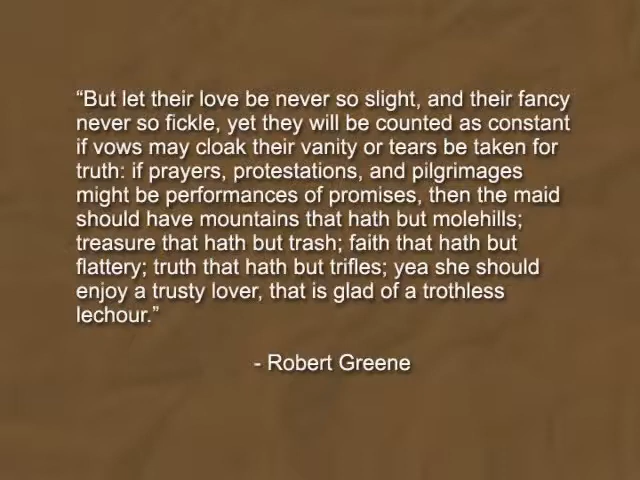 “But let their love be never so slight, and their fancy
never so fickle, yet they will be counted as constant
if vows may cloak their vanity or tears be taken for
truth: if prayers, protestations, and pilgrimages
might be performances of promises, then the maid
should have mountains that hath but molehills;
treasure that hath but trash; faith that hath but
flattery; truth that hath but trifles; yea she should
enjoy a trusty lover, that is glad of a trothless
lechour.”
- Robert Greene